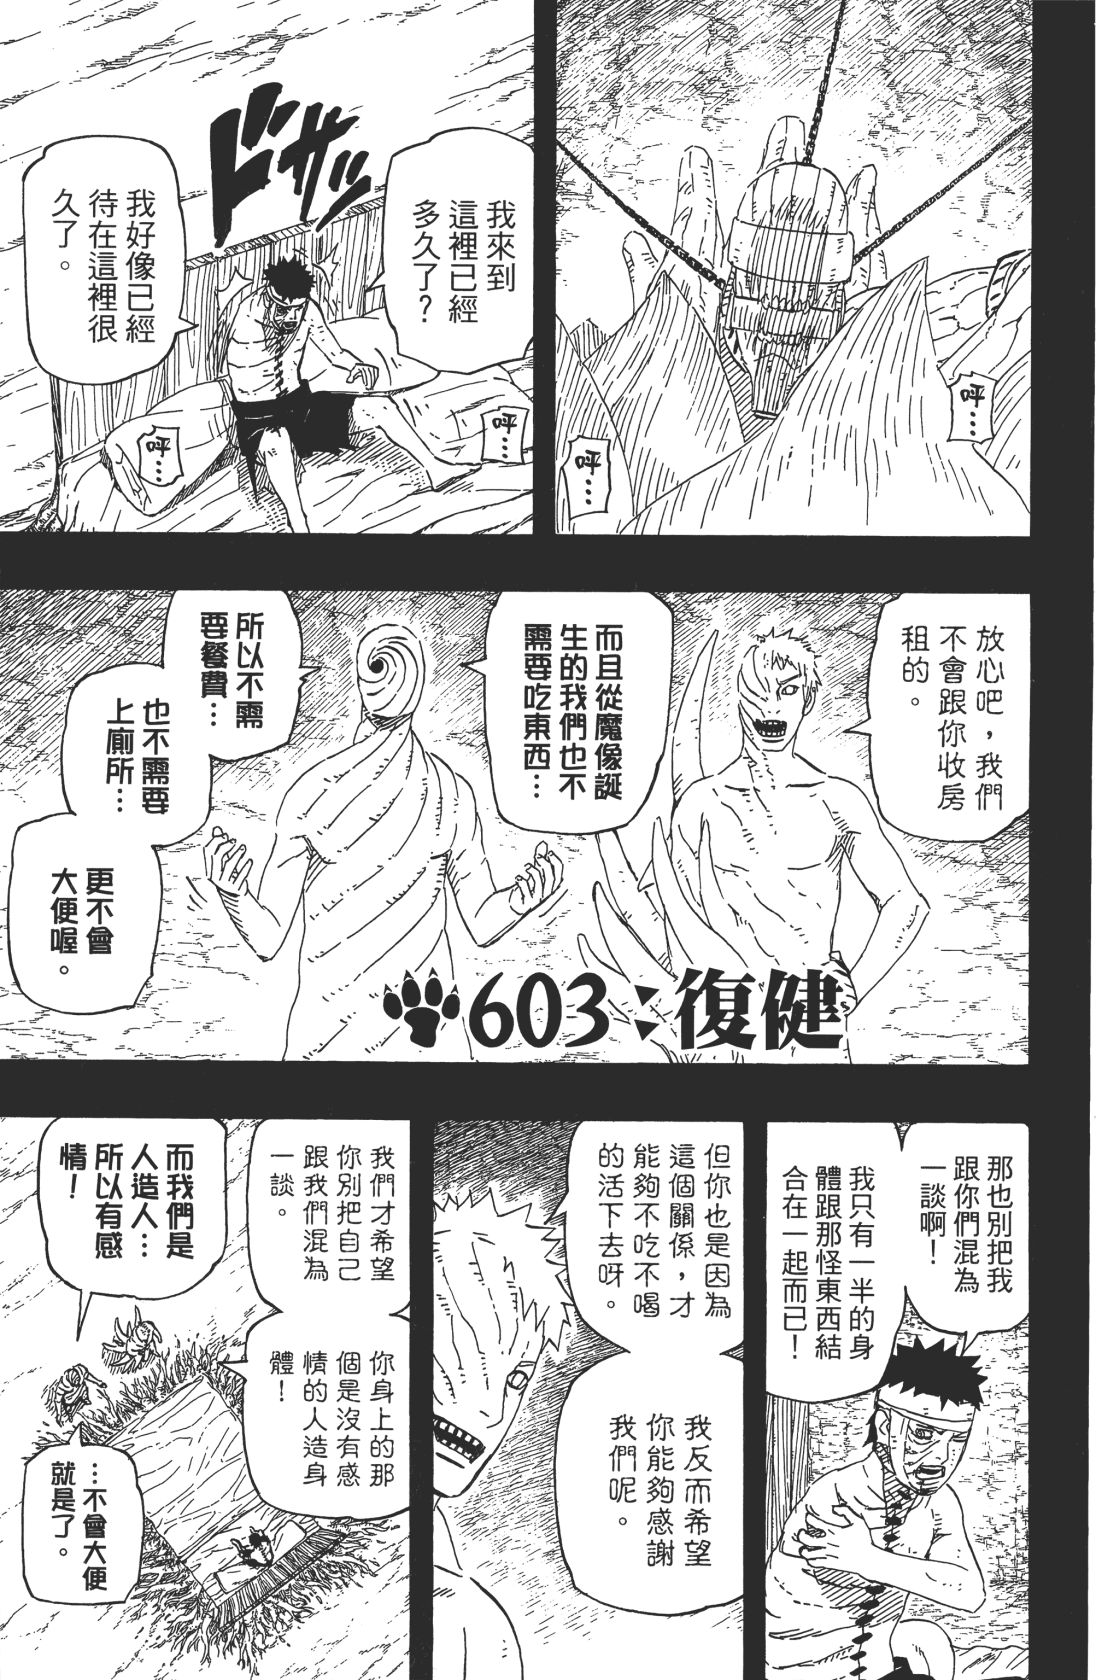 呼…
呼…
我來到
這裡已經
多久了？
ドサッ
我好像已經
待在這裡很
久了。
呼…
呼…
放心吧，我們
不會跟你收房
租的。
而且從魔像誕
生的我們也不
需要吃東西…
所以不需
要餐費…
也不需要
上廁所…
更不會
大便喔。
603：復健
那也別把我
跟你們混為
一談啊！
我只有一半的身
體跟那怪東西結
合在一起而已！
但你也是因為
這個關係，才
能夠不吃不喝
的活下去呀。
我反而希望
你能夠感謝
我們呢。
我們才希望
你別把自己
跟我們混為
一談。
你身上的那
個是沒有感
情的人造身
體！
而我們是
人造人…
所以有感
情！
…不會大便
就是了。